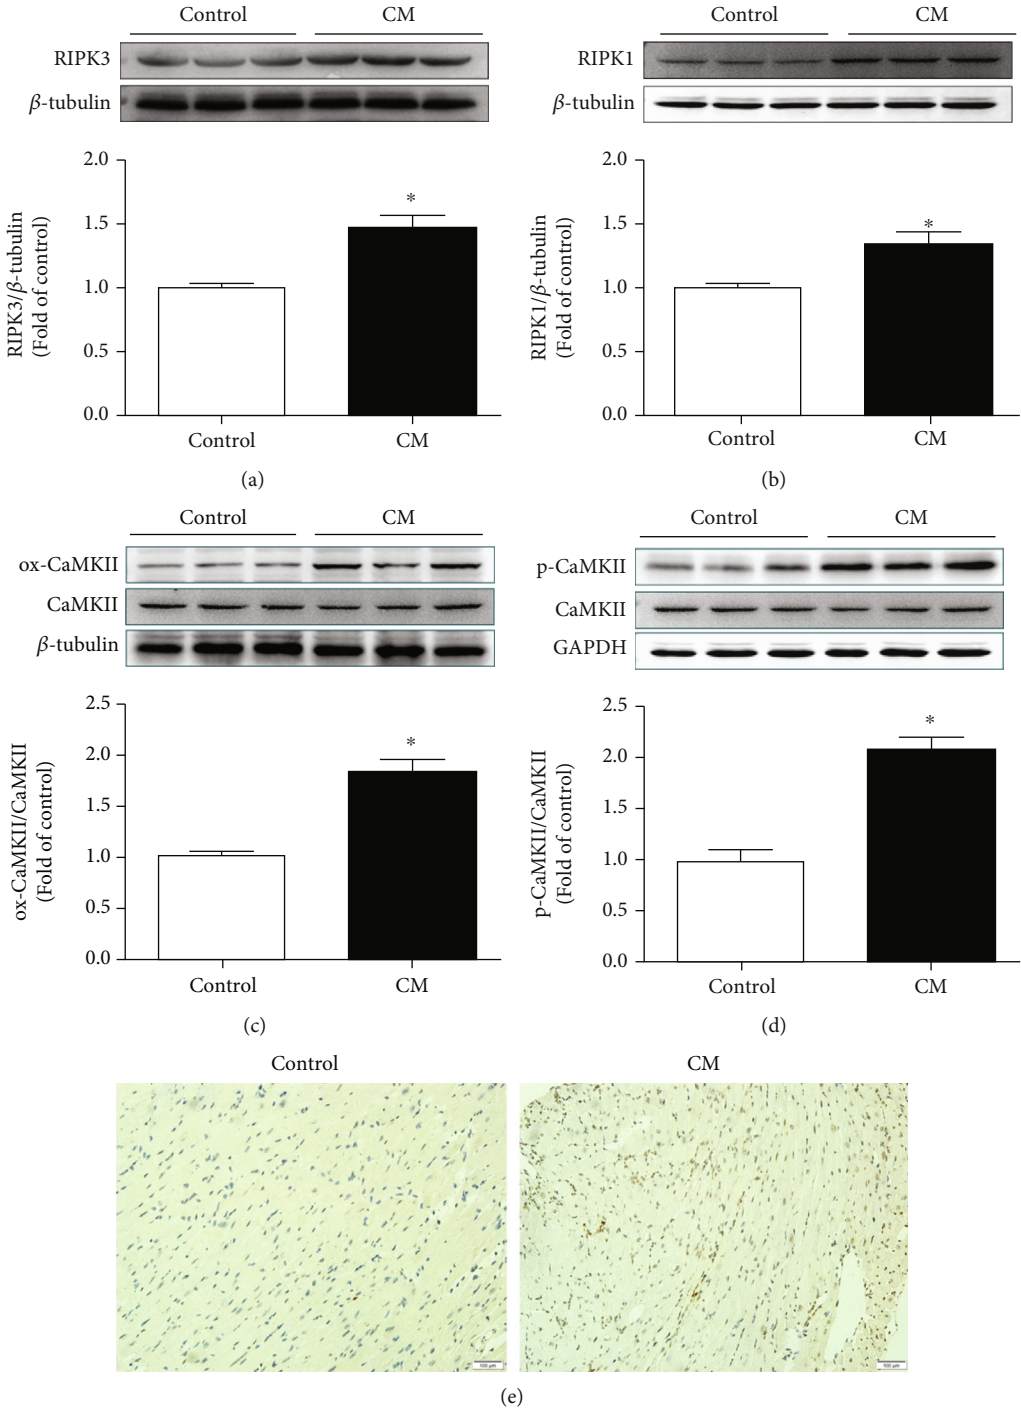 Control CM
RIPK3
β-tubulin
2.0
1.5
1.0
0.5
0.0
RIPK3/β-tubulin
(Fold of control)
*
Control CM
(a)
Control CM
RIPK1
β-tubulin
2.0
1.5
1.0
0.5
0.0
RIPK1/β-tubulin
(Fold of control)
*
Control CM
(b)
Control CM
ox-CaMKII
CaMKII
β-tubulin
2.5
2.0
1.5
1.0
0.5
0.0
ox-CaMKII/CaMKII
(Fold of control)
*
Control CM
(c)
Control CM
p-CaMKII
CaMKII
GAPDH
2.5
2.0
1.5
1.0
0.5
0.0
p-CaMKII/CaMKII
(Fold of control)
*
Control CM
(d)
Control CM
100 μm
100 μm
(e)